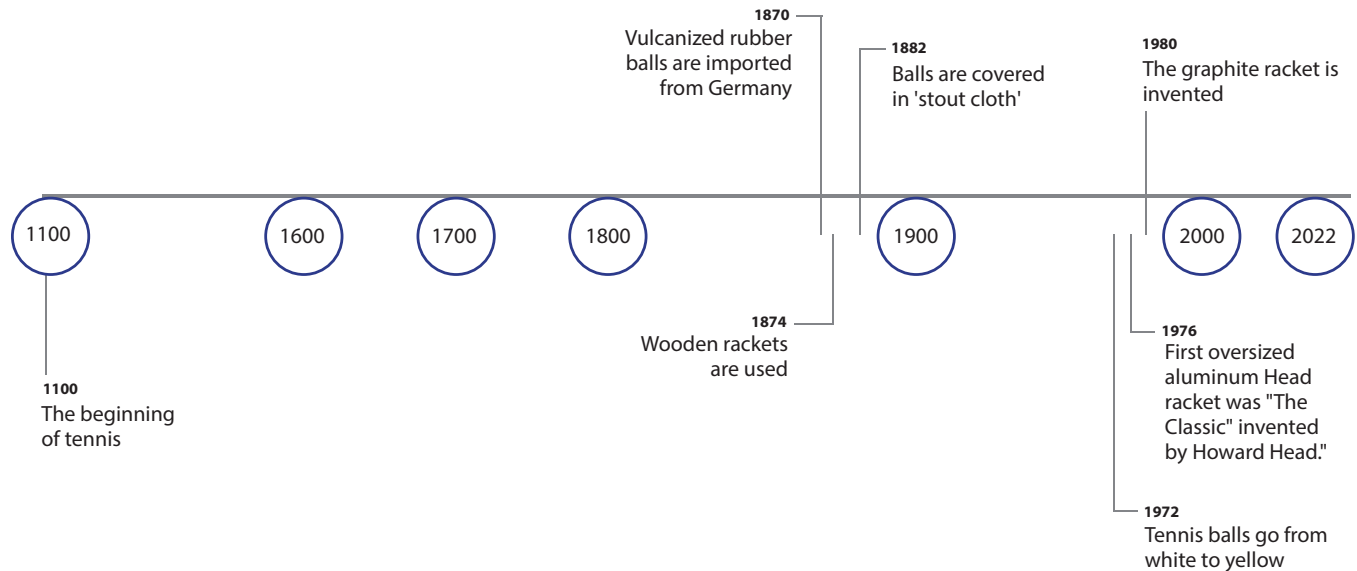 1870
Vulcanized rubber
balls are imported
from Germany
1882
Balls are covered
in 'stout cloth'
1980
The graphite racket is
invented
1100
1600
1700
1800
1900
2000
2022
1874
Wooden rackets
are used
1976
First oversized
aluminum Head
racket was "The
Classic" invented
by Howard Head."
1100
The beginning
of tennis
1972
Tennis balls go from
white to yellow